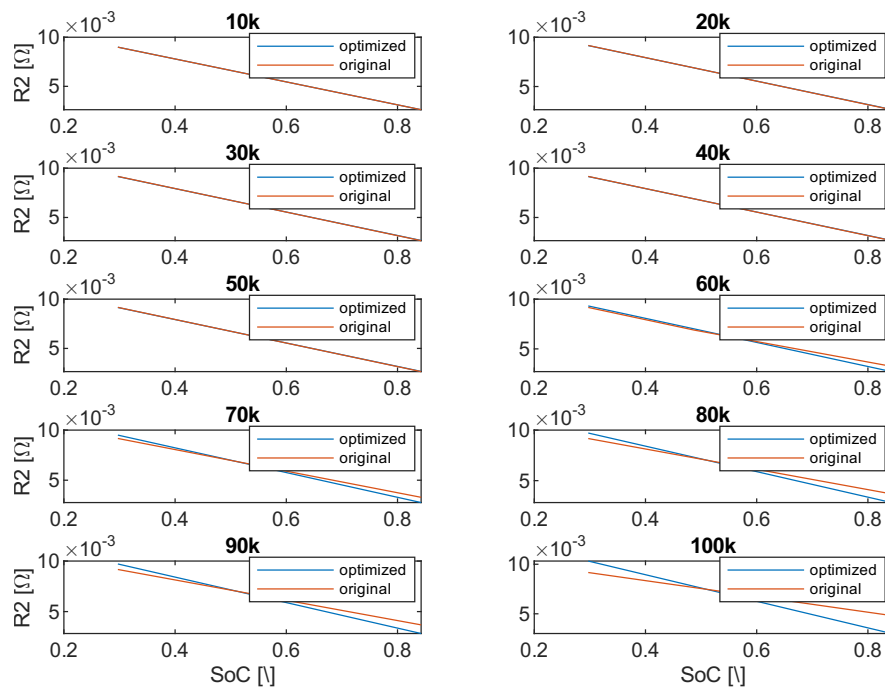 ×10⁻³ 10k
10
5
R2 [Ω]
optimized
original
0.2 0.4 0.6 0.8
×10⁻³ 20k
10
5
optimized
original
0.2 0.4 0.6 0.8
×10⁻³ 30k
10
5
R2 [Ω]
optimized
original
0.2 0.4 0.6 0.8
×10⁻³ 40k
10
5
optimized
original
0.2 0.4 0.6 0.8
×10⁻³ 50k
10
5
R2 [Ω]
optimized
original
0.2 0.4 0.6 0.8
×10⁻³ 60k
10
5
optimized
original
0.2 0.4 0.6 0.8
×10⁻³ 70k
10
5
R2 [Ω]
optimized
original
0.2 0.4 0.6 0.8
×10⁻³ 80k
10
5
optimized
original
0.2 0.4 0.6 0.8
×10⁻³ 90k
10
5
R2 [Ω]
optimized
original
0.2 0.4 0.6 0.8
SoC [\]
×10⁻³ 100k
10
5
optimized
original
0.2 0.4 0.6 0.8
SoC [\]